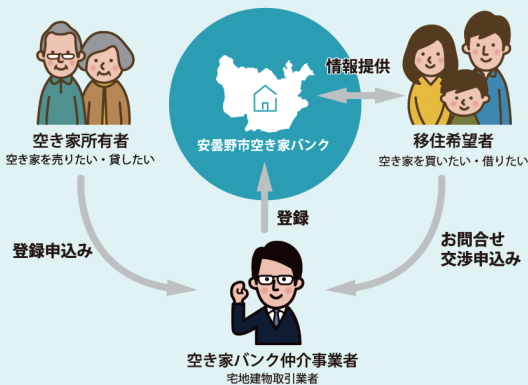 情報提供
安曇野市空き家バンク
空き家所有者
空き家を売りたい・貸したい
移住希望者
空き家を買いたい・借りたい
登録申込み
登録
お問合せ
交渉申込み
空き家バンク仲介事業者
宅地建物取引業者